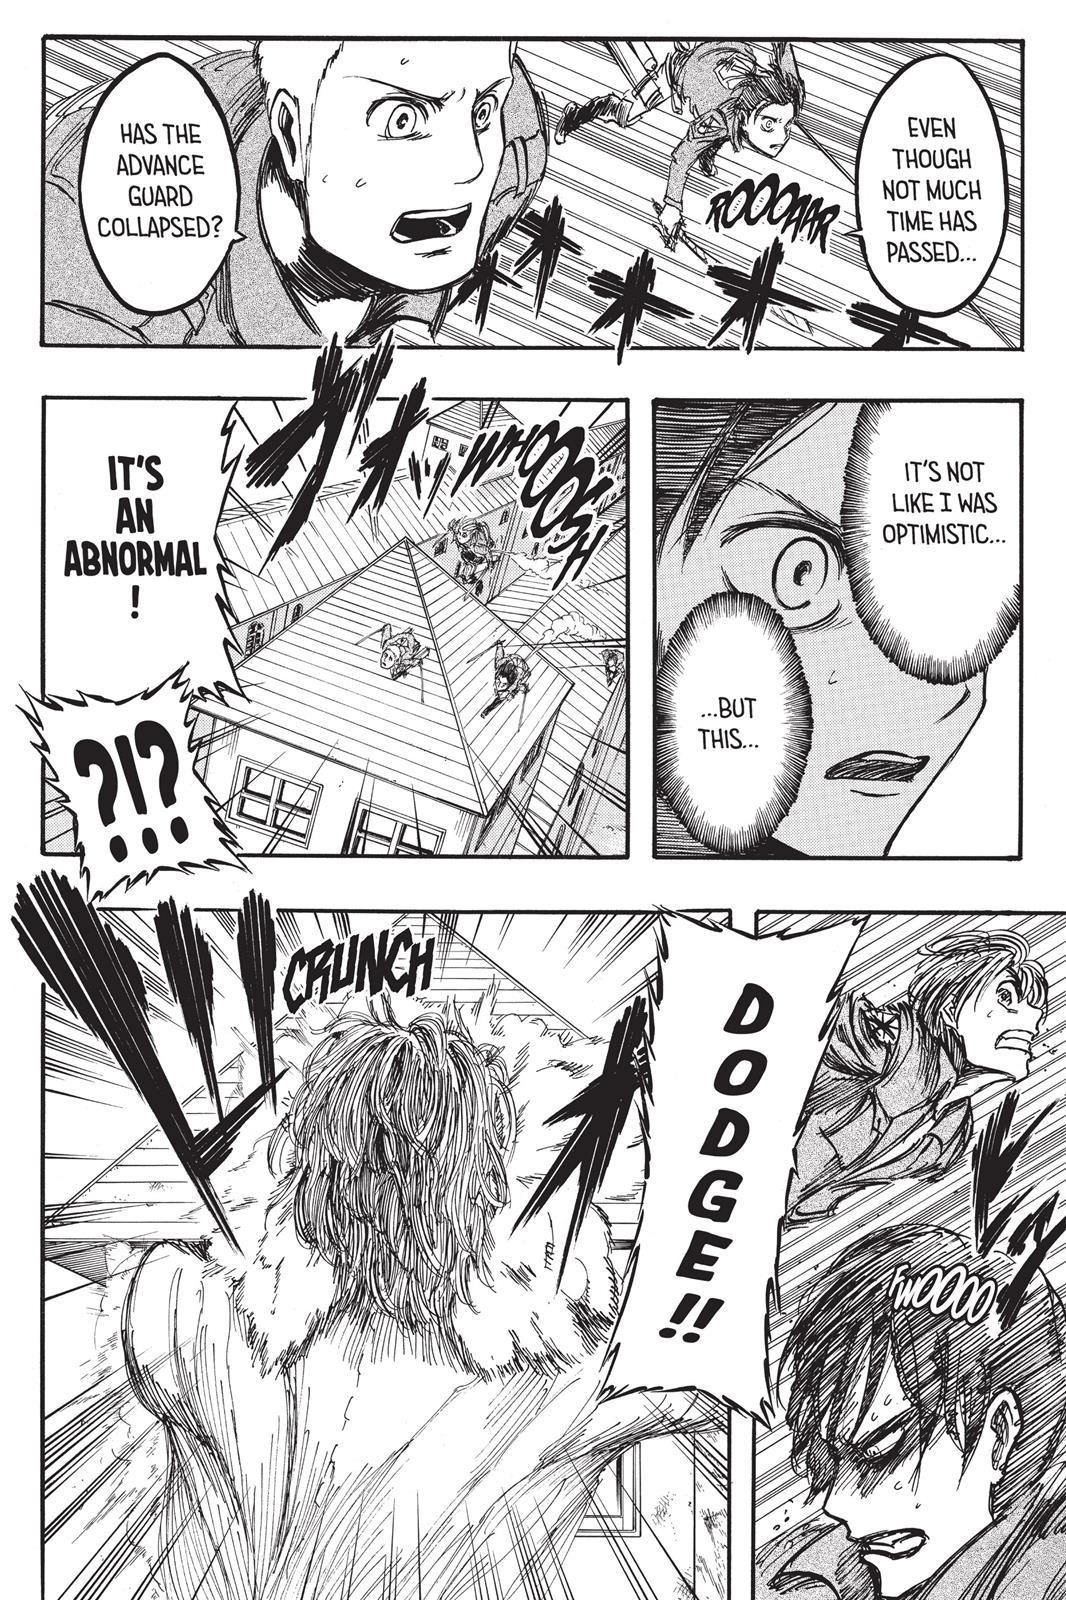 EVEN
THOUGH
NOT MUCH
TIME HAS
PASSED...
ROOOAAR
HAS THE
ADVANCE
GUARD
COLLAPSED?
IT'S NOT
LIKE I WAS
OPTIMISTIC...
...BUT
THIS...
WHOOOSH
IT'S
AN
ABNORMAL
!
?!?
DODGE!!
FWOOOO
CRUNCH